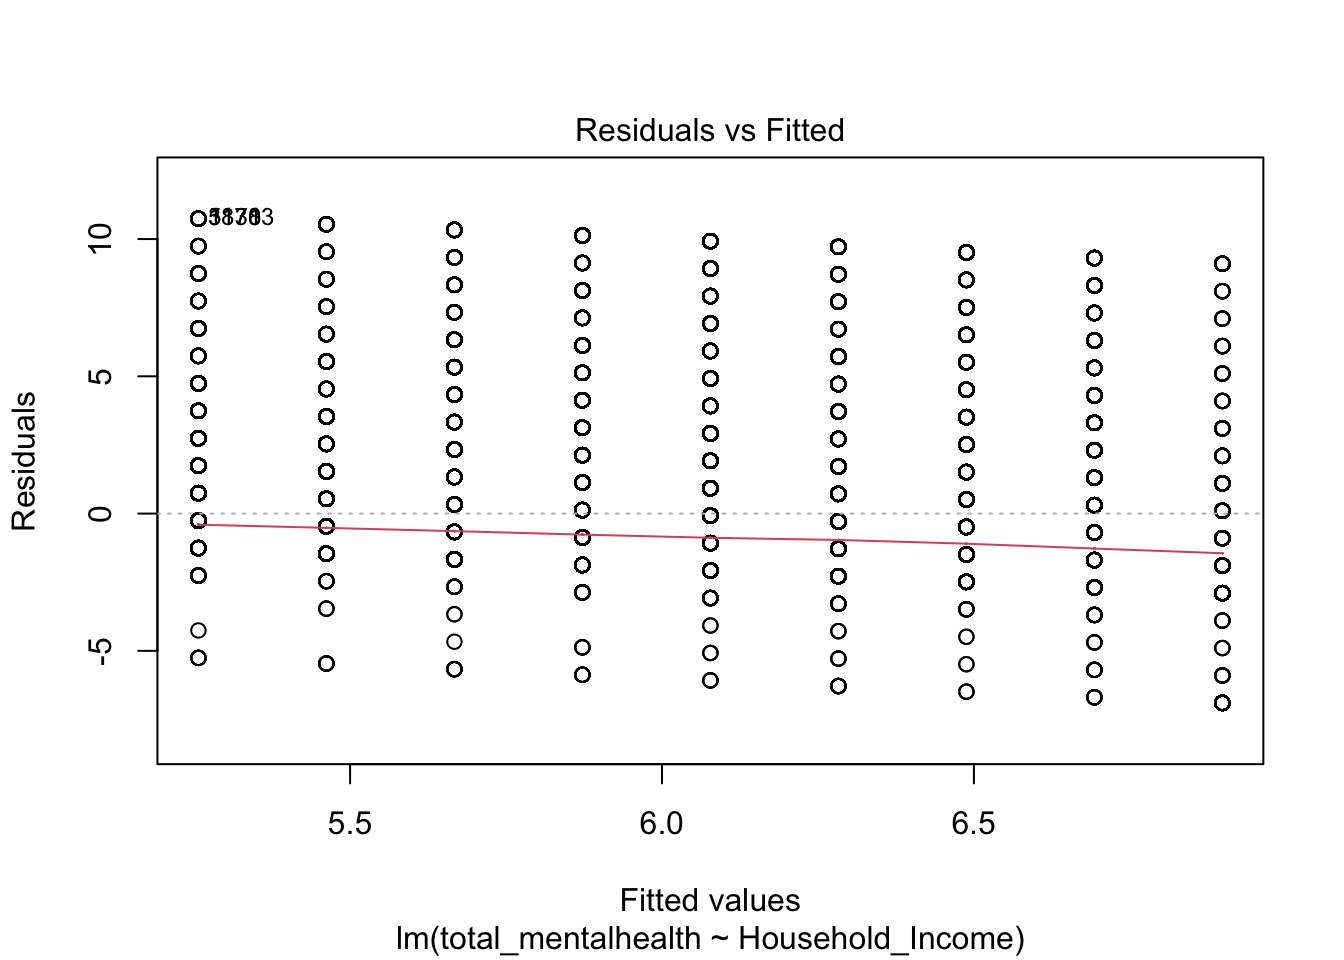 Residuals vs Fitted
10
5
0
-5
Residuals
5.5
6.0
6.5
Fitted values
lm(total_mentalhealth ~ Household_Income)